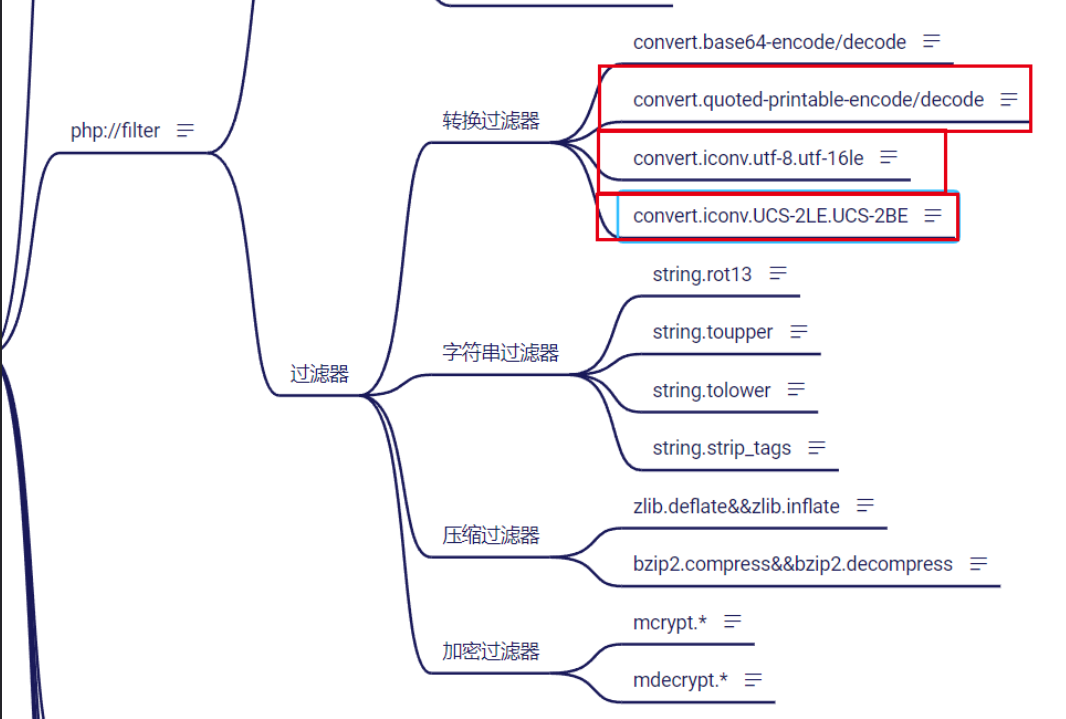 php://filter
过滤器
转换过滤器
convert.base64-encode/decode
convert.quoted-printable-encode/decode
convert.iconv.utf-8.utf-16le
convert.iconv.UCS-2LE.UCS-2BE
字符串过滤器
string.rot13
string.toupper
string.tolower
string.strip_tags
压缩过滤器
zlib.deflate&&zlib.inflate
bzip2.compress&&bzip2.decompress
加密过滤器
mcrypt.*
mdecrypt.*